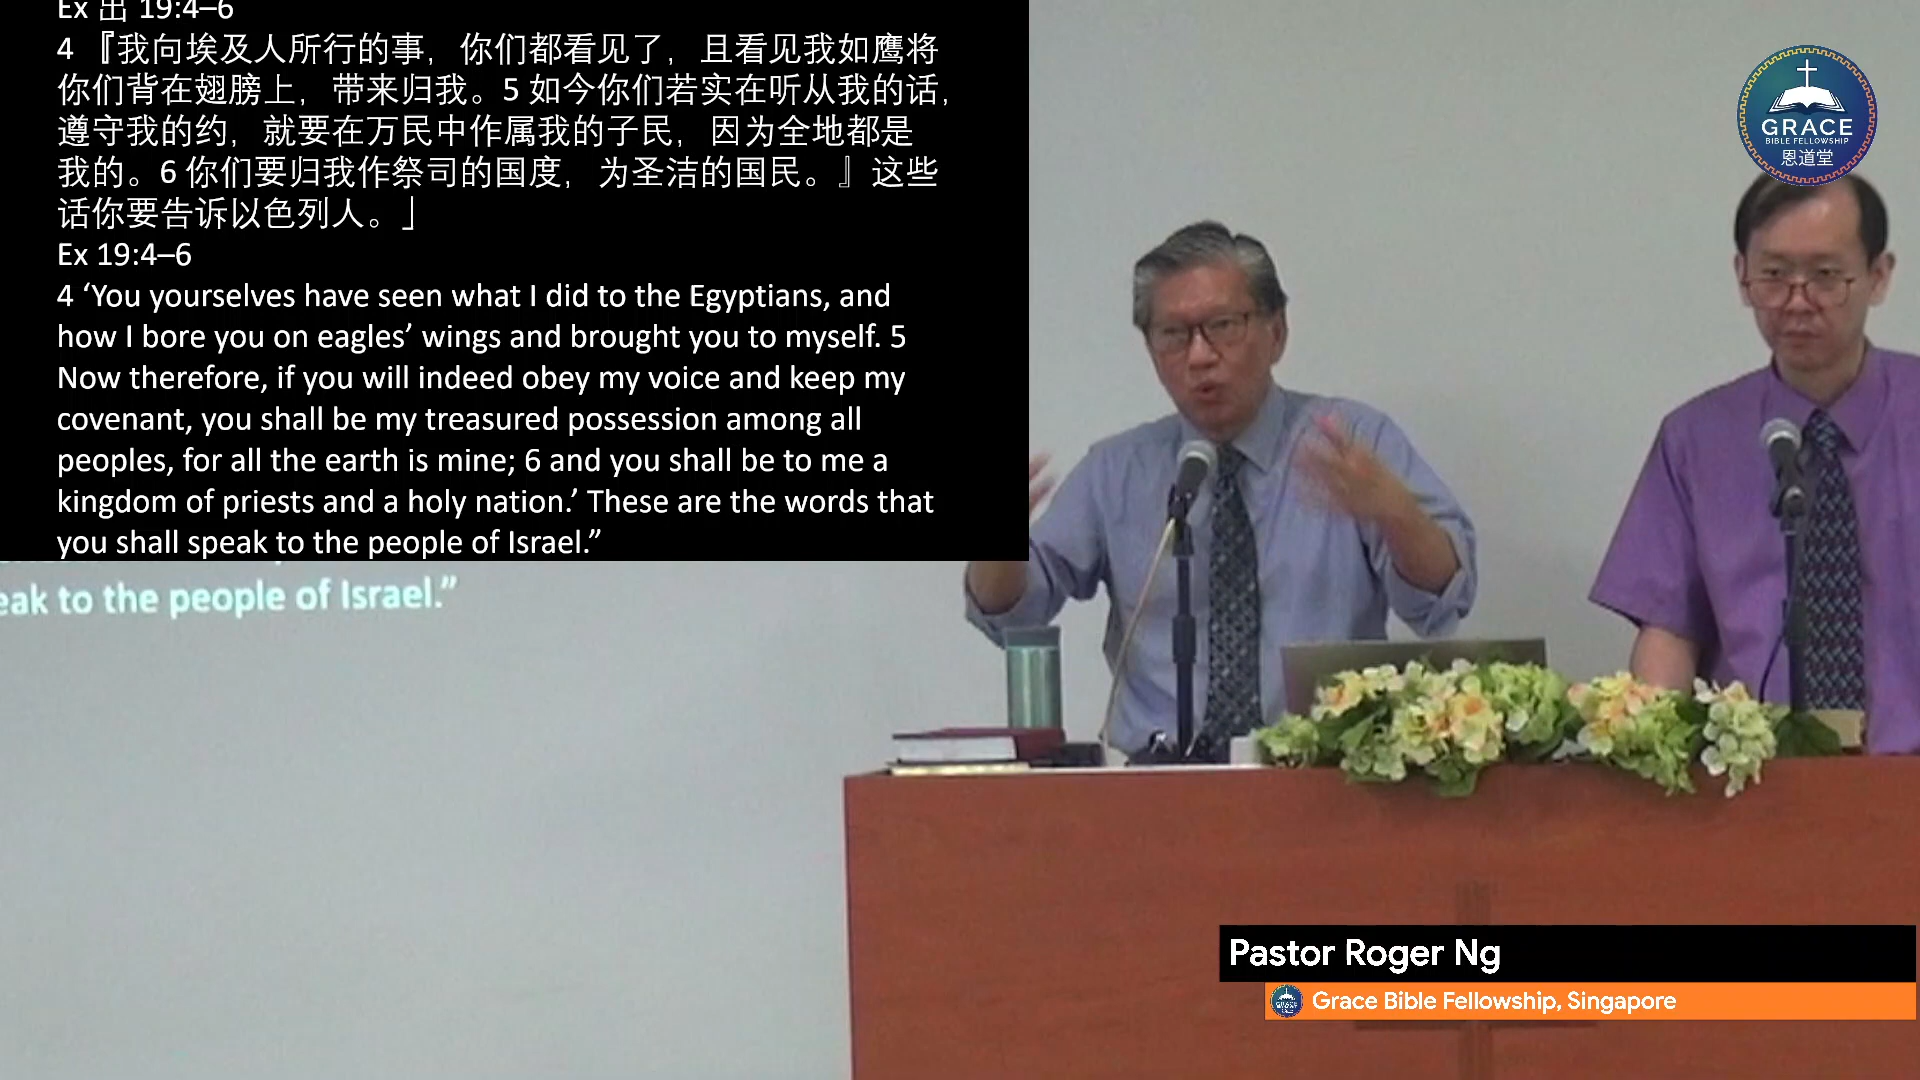 Ex 出 19:4–6
4 『我向埃及人所行的事，你们都看见了，且看见我如鹰将
你们背在翅膀上，带来归我。5 如今你们若实在听从我的话，
遵守我的约，就要在万民中作属我的子民，因为全地都是
我的。6 你们要归我作祭司的国度，为圣洁的国民。』这些
话你要告诉以色列人。」
Ex 19:4–6
4 ‘You yourselves have seen what I did to the Egyptians, and
how I bore you on eagles’ wings and brought you to myself. 5
Now therefore, if you will indeed obey my voice and keep my
covenant, you shall be my treasured possession among all
peoples, for all the earth is mine; 6 and you shall be to me a
kingdom of priests and a holy nation.’ These are the words that
you shall speak to the people of Israel.”
eak to the people of Israel.”
GRACE
BIBLE FELLOWSHIP
恩道堂
Pastor Roger Ng
GRACE
Grace Bible Fellowship, Singapore